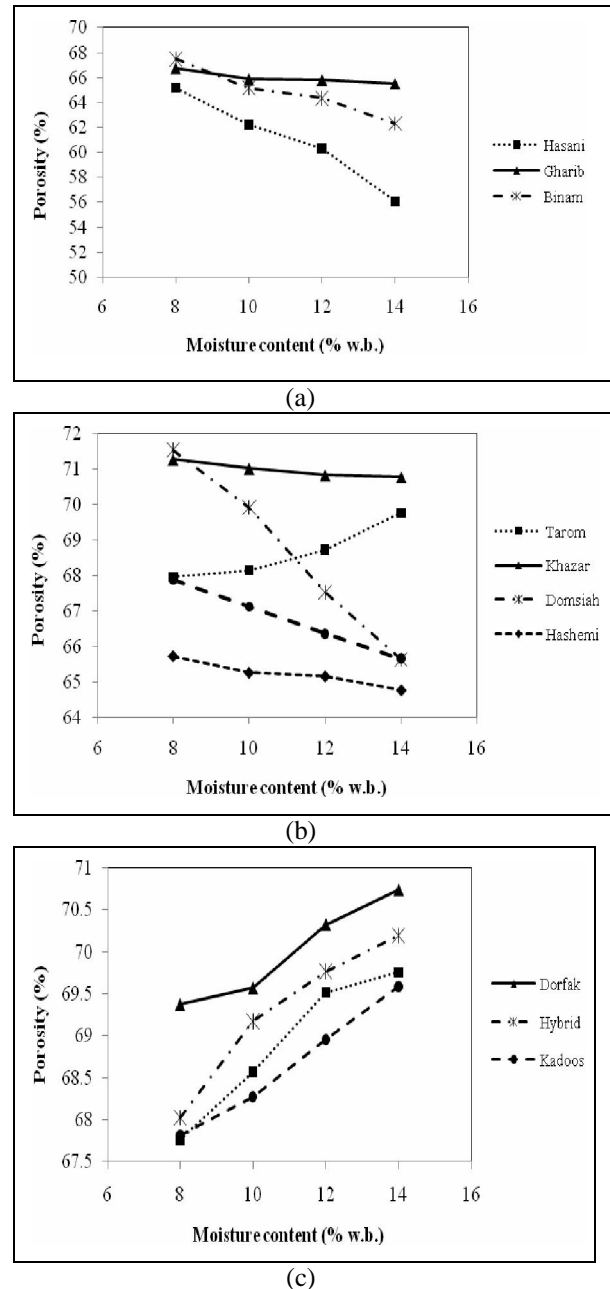 70
68
66
64
62
60
58
56
54
52
50
Porosity (%)
6 8 10 12 14 16
Moisture content (% w.b.)
Hasani
Gharib
Binam
(a)
72
71
70
69
68
67
66
65
64
Porosity (%)
6 8 10 12 14 16
Moisture content (% w.b.)
Tarom
Khazar
Domsiah
Hashemi
(b)
71
70.5
70
69.5
69
68.5
68
67.5
Porosity (%)
6 8 10 12 14 16
Moisture content (% w.b.)
Dorfak
Hybrid
Kadoos
(c)